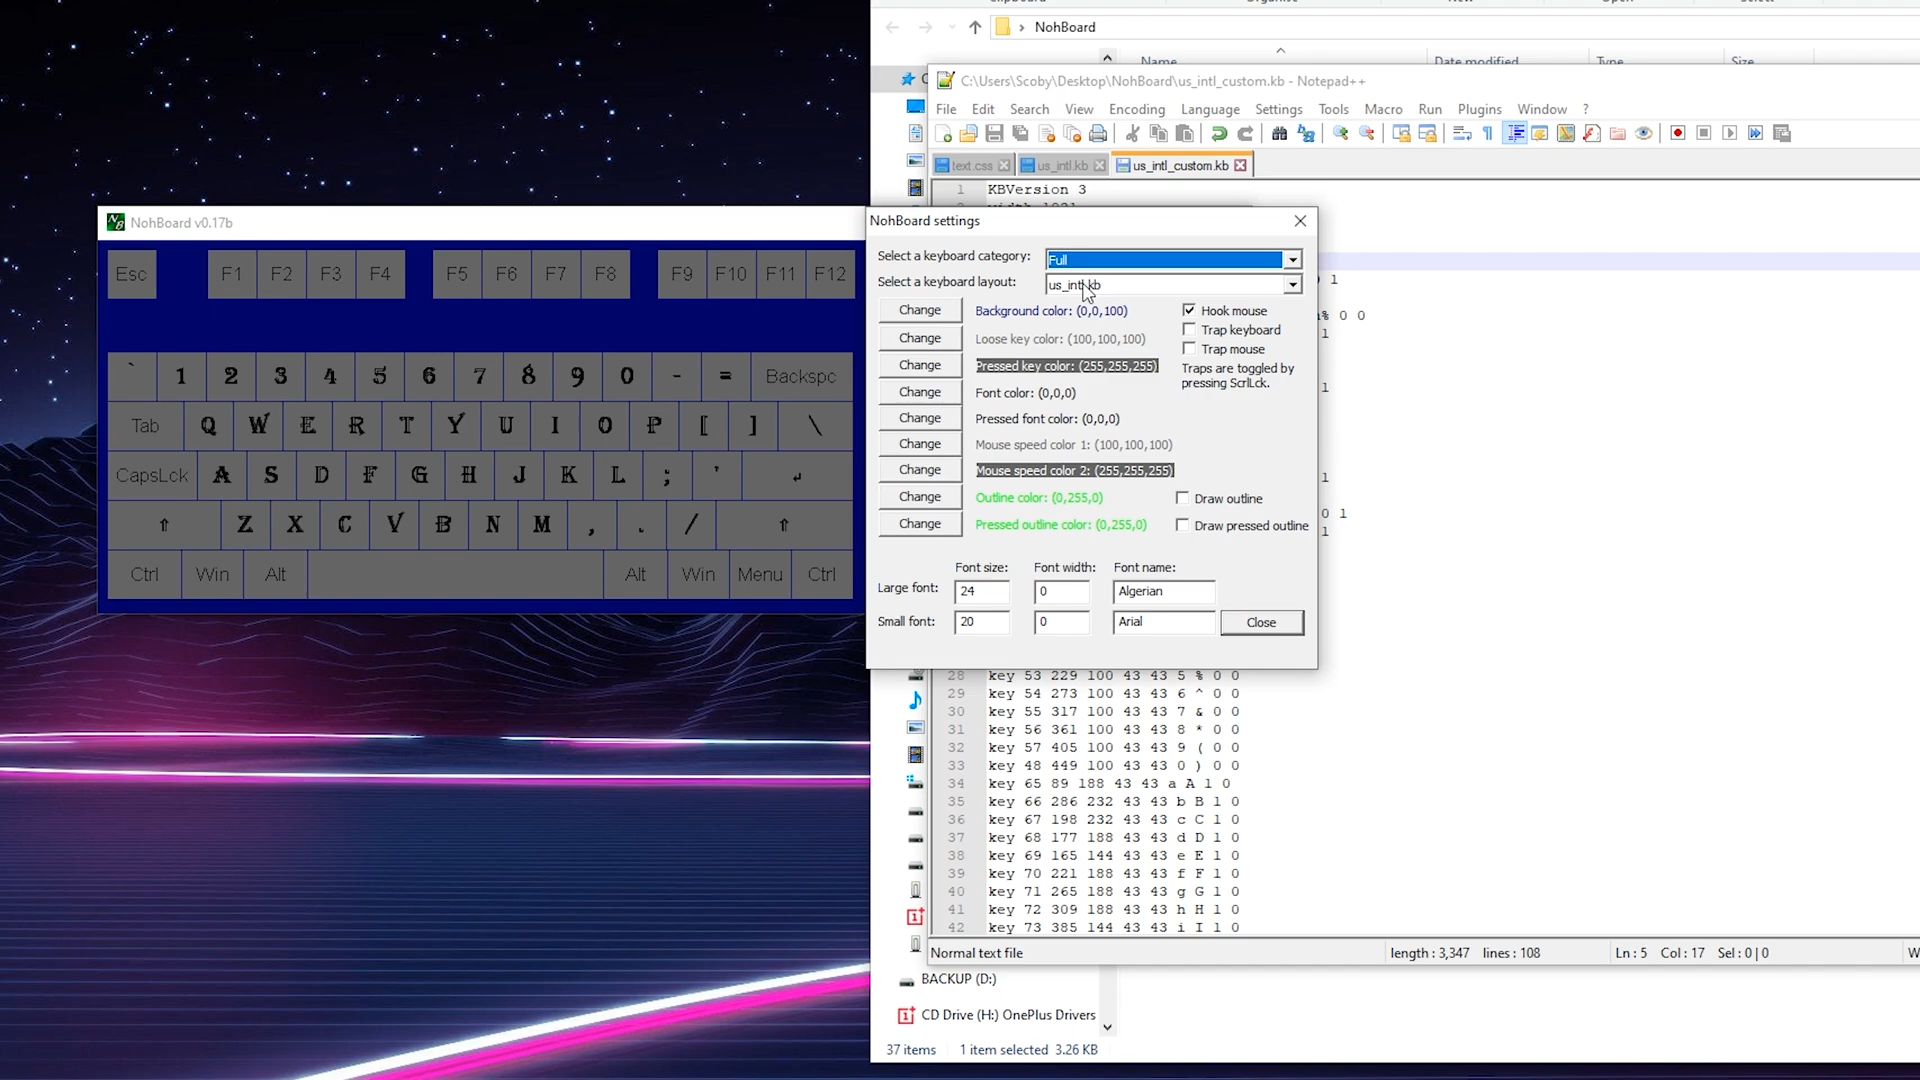 Clipboard Organise New Open Select
NohBoard
Name Date modified Type Size
C:\Users\Scoby\Desktop\NohBoard\us_intl_custom.kb - Notepad++
File Edit Search View Encoding Language Settings Tools Macro Run Plugins Window ?
text.css us_intl.kb us_intl_custom.kb
1 KBVersion 3
NohBoard v0.17b
Esc F1 F2 F3 F4 F5 F6 F7 F8 F9 F10 F11 F12
` 1 2 3 4 5 6 7 8 9 0 - = Backspc
Tab Q W E R T Y U I O P [ ] \
CapsLck A S D F G H J K L ; ' ↵
⇑ Z X C V B N M , . / ⇑
Ctrl Win Alt Alt Win Menu Ctrl
NohBoard settings
Select a keyboard category: Full
Select a keyboard layout: us_intl.kb
Change Background color: (0,0,100) Hook mouse
Change Loose key color: (100,100,100) Trap keyboard
Trap mouse
Change Pressed key color: (255,255,255) Traps are toggled by
pressing ScrlLck.
Change Font color: (0,0,0)
Change Pressed font color: (0,0,0)
Change Mouse speed color 1: (100,100,100)
Change Mouse speed color 2: (255,255,255)
Change Outline color: (0,255,0) Draw outline
Change Pressed outline color: (0,255,0) Draw pressed outline
Font size: Font width: Font name:
Large font: 24 0 Algerian
Small font: 20 0 Arial Close
1
% 0 0
1
1
1
0 1
1
28 key 53 229 100 43 43 5 % 0 0
29 key 54 273 100 43 43 6 ^ 0 0
30 key 55 317 100 43 43 7 & 0 0
31 key 56 361 100 43 43 8 * 0 0
32 key 57 405 100 43 43 9 ( 0 0
33 key 48 449 100 43 43 0 ) 0 0
34 key 65 89 188 43 43 a A 1 0
35 key 66 286 232 43 43 b B 1 0
36 key 67 198 232 43 43 c C 1 0
37 key 68 177 188 43 43 d D 1 0
38 key 69 165 144 43 43 e E 1 0
39 key 70 221 188 43 43 f F 1 0
40 key 71 265 188 43 43 g G 1 0
41 key 72 309 188 43 43 h H 1 0
42 key 73 385 144 43 43 i I 1 0
Normal text file length : 3,347 lines : 108 Ln : 5 Col : 17 Sel : 0 | 0 W
BACKUP (D:)
CD Drive (H:) OnePlus Drivers
37 items 1 item selected 3.26 KB